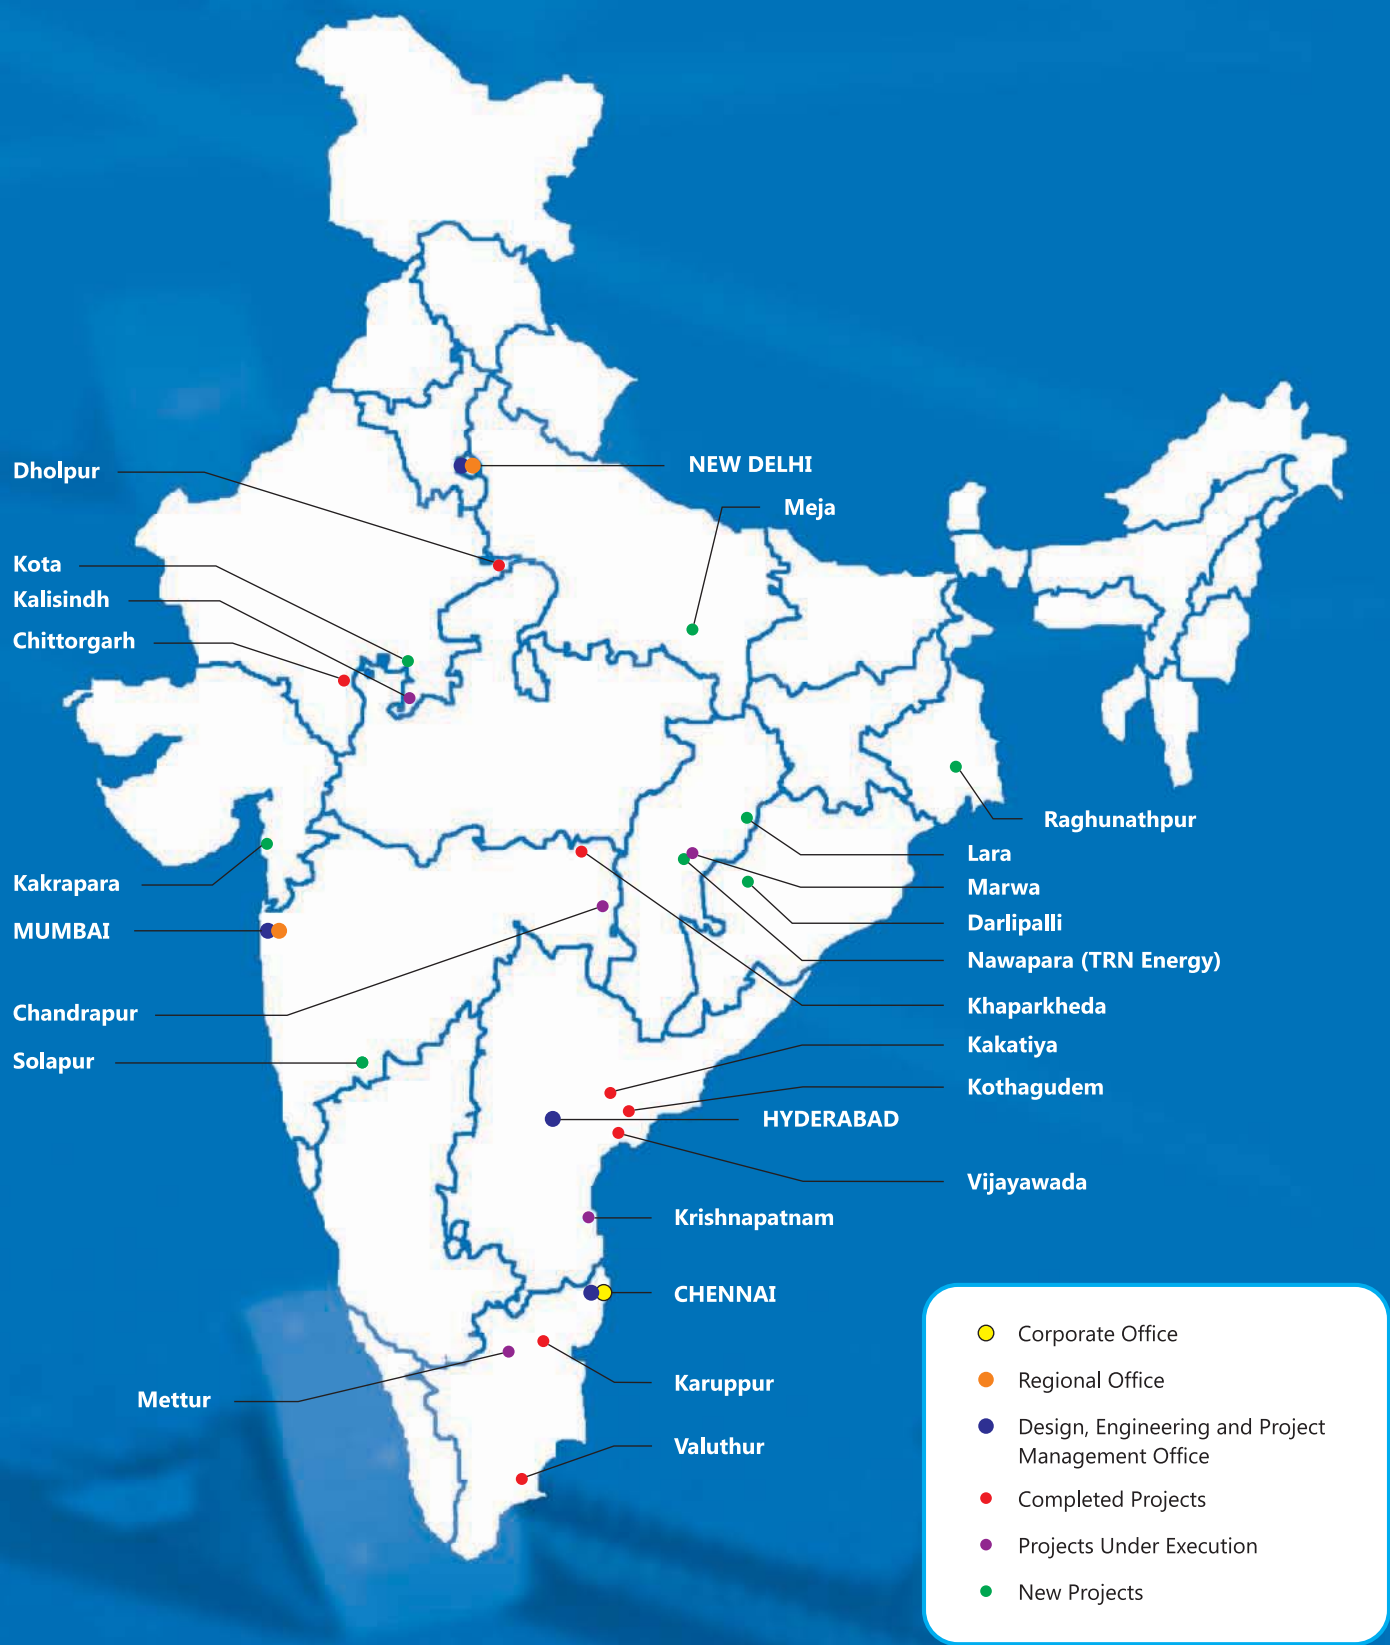 Dholpur
NEW DELHI
Meja
Kota
Kalisindh
Chittorgarh
Raghunathpur
Lara
Kakrapara
Marwa
Darlipalli
MUMBAI
Nawapara (TRN Energy)
Chandrapur
Khaparkheda
Kakatiya
Solapur
Kothagudem
HYDERABAD
Vijayawada
Krishnapatnam
CHENNAI
Karuppur
Mettur
Valuthur
Corporate Office
Regional Office
Design, Engineering and Project
Management Office
Completed Projects
Projects Under Execution
New Projects